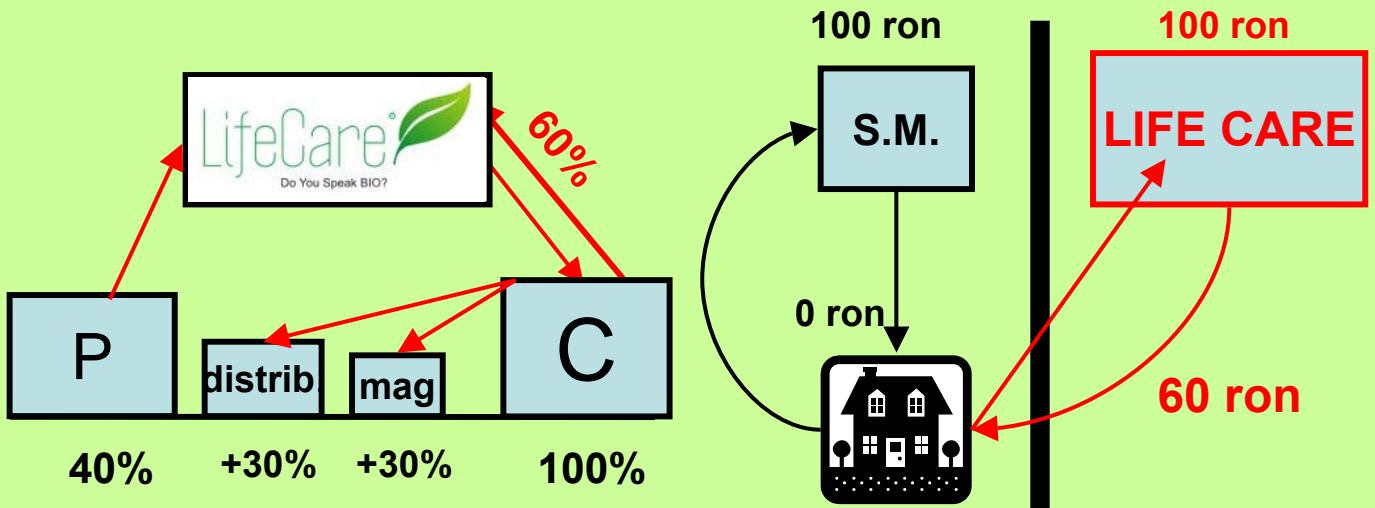 LifeCare®
Do You Speak BIO?
60%
P
distrib.
mag
C
40%
+30%
+30%
100%
100 ron
S.M.
0 ron
100 ron
LIFE CARE
60 ron